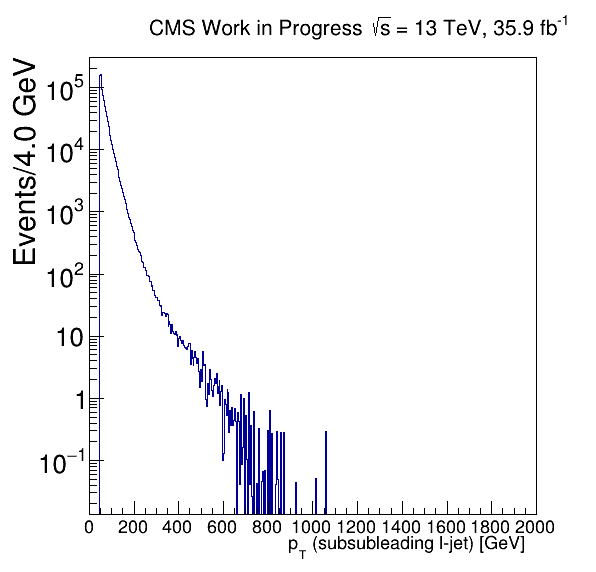 CMS Work in Progress √s = 13 TeV, 35.9 fb⁻¹
Events/4.0 GeV
10⁵
10⁴
10³
10²
10
1
10⁻¹
0 200 400 600 800 1000 1200 1400 1600 1800 2000
p_T (subsubleading l-jet) [GeV]